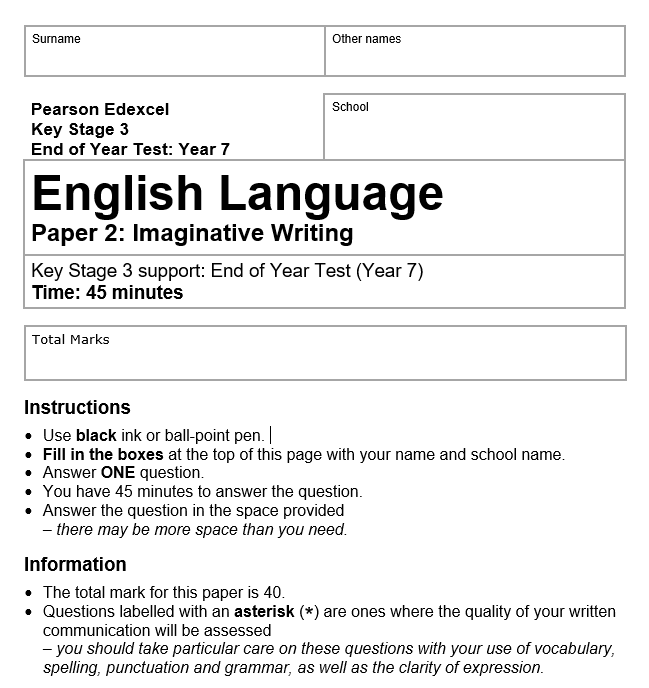 Surname
Other names
Pearson Edexcel
Key Stage 3
End of Year Test: Year 7
School
English Language
Paper 2: Imaginative Writing
Key Stage 3 support: End of Year Test (Year 7)
Time: 45 minutes
Total Marks
Instructions
• Use black ink or ball-point pen.
• Fill in the boxes at the top of this page with your name and school name.
• Answer ONE question.
• You have 45 minutes to answer the question.
• Answer the question in the space provided
– there may be more space than you need.
Information
• The total mark for this paper is 40.
• Questions labelled with an asterisk (*) are ones where the quality of your written
communication will be assessed
– you should take particular care on these questions with your use of vocabulary,
spelling, punctuation and grammar, as well as the clarity of expression.